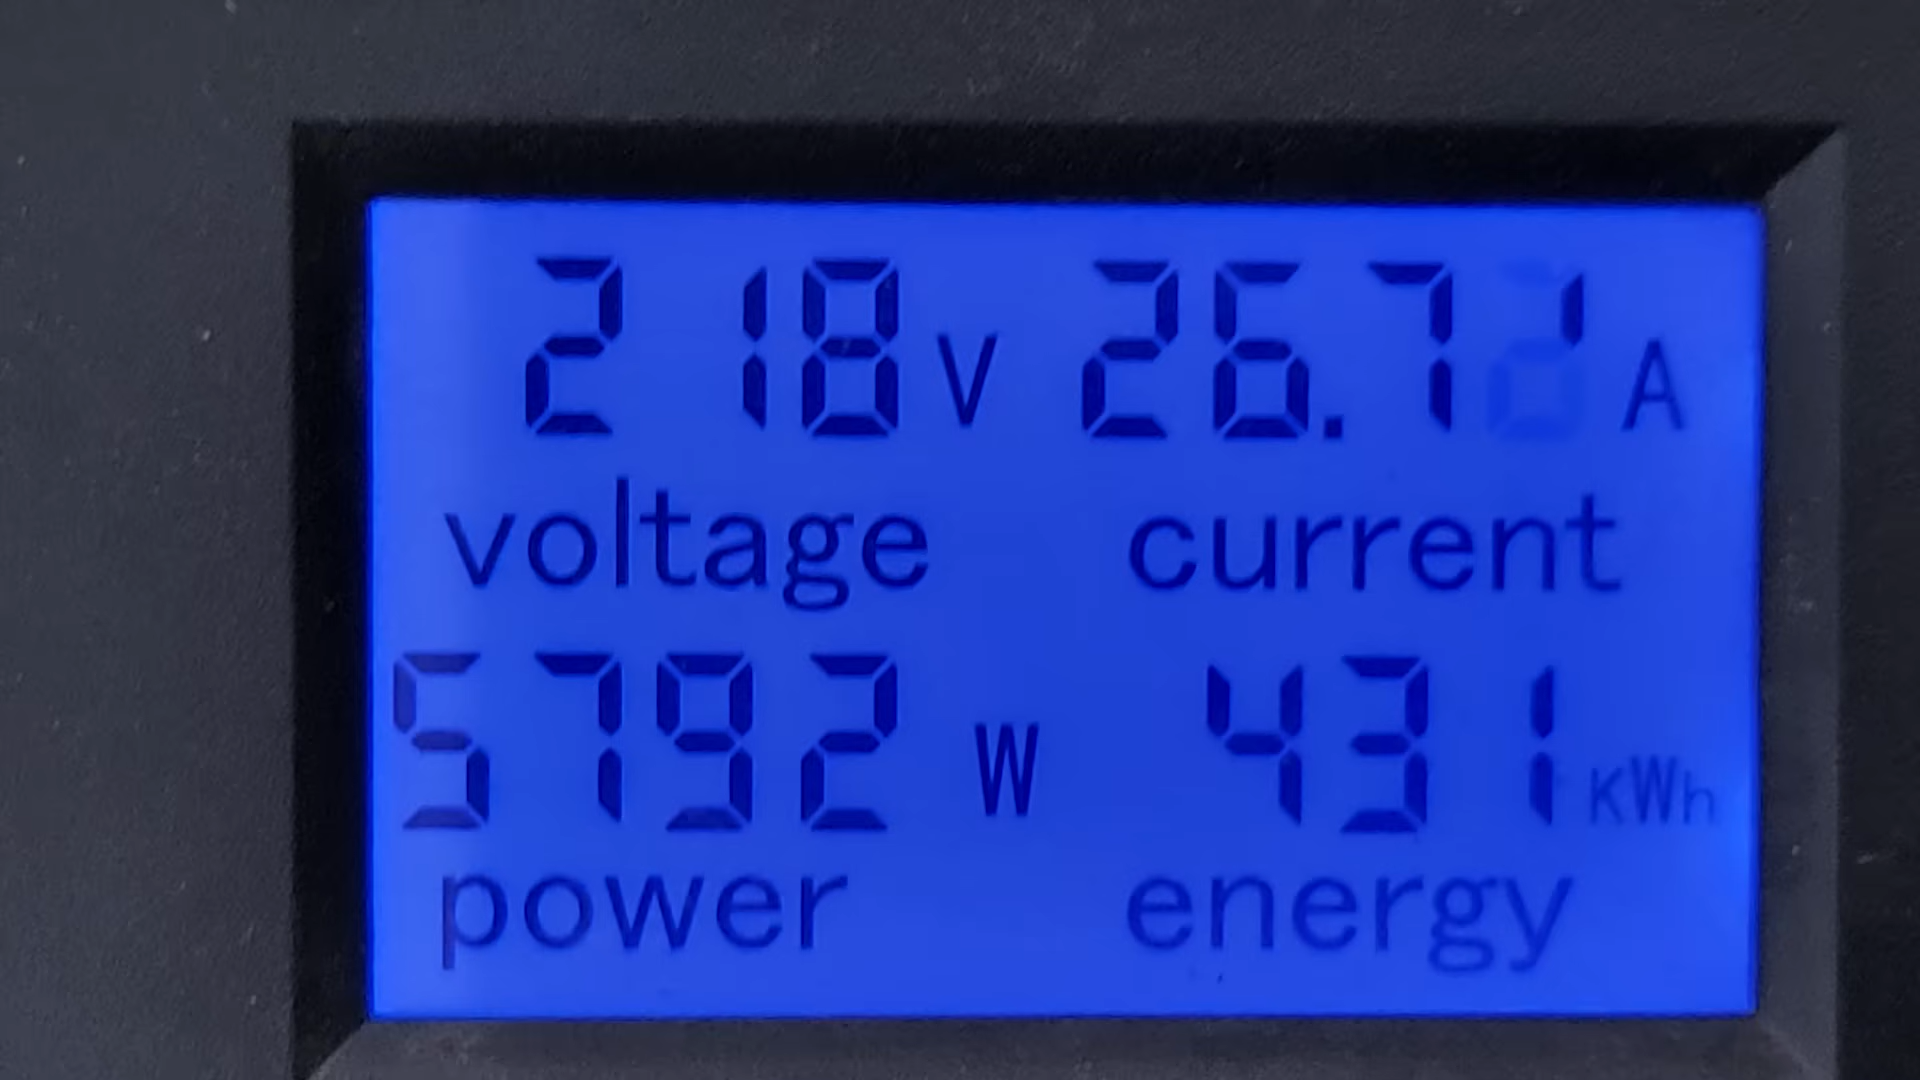 218 V 26.7 A
voltage current
5792 W 431 KWh
power energy